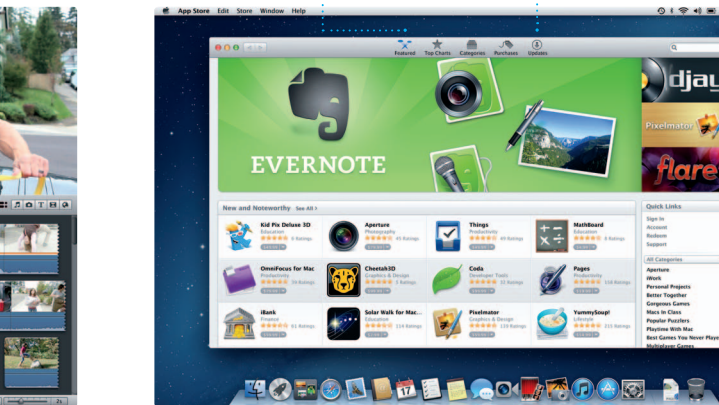 App Store Edit Store Window Help
Featured Top Charts Categories Purchases Updates
EVERNOTE
djay
Pixelmator
flare
New and Noteworthy See All >
Kid Pix Deluxe 3D
Education
Aperture
Photography
Things
Productivity
MathBoard
Education
OmniFocus for Mac
Productivity
Cheetah3D
Graphics & Design
Coda
Developer Tools
Pages
Productivity
iBank
Finance
Solar Walk for Mac...
Education
Pixelmator
Graphics & Design
YummySoup!
Lifestyle
Quick Links
Sign In
Account
Redeem
Support
All Categories
Aperture
iWork
Personal Projects
Better Together
Gorgeous Games
Macs In Class
Popular Puzzlers
Playtime With Mac
Best Games You Never Playe
Multiplayer Games
17
2s